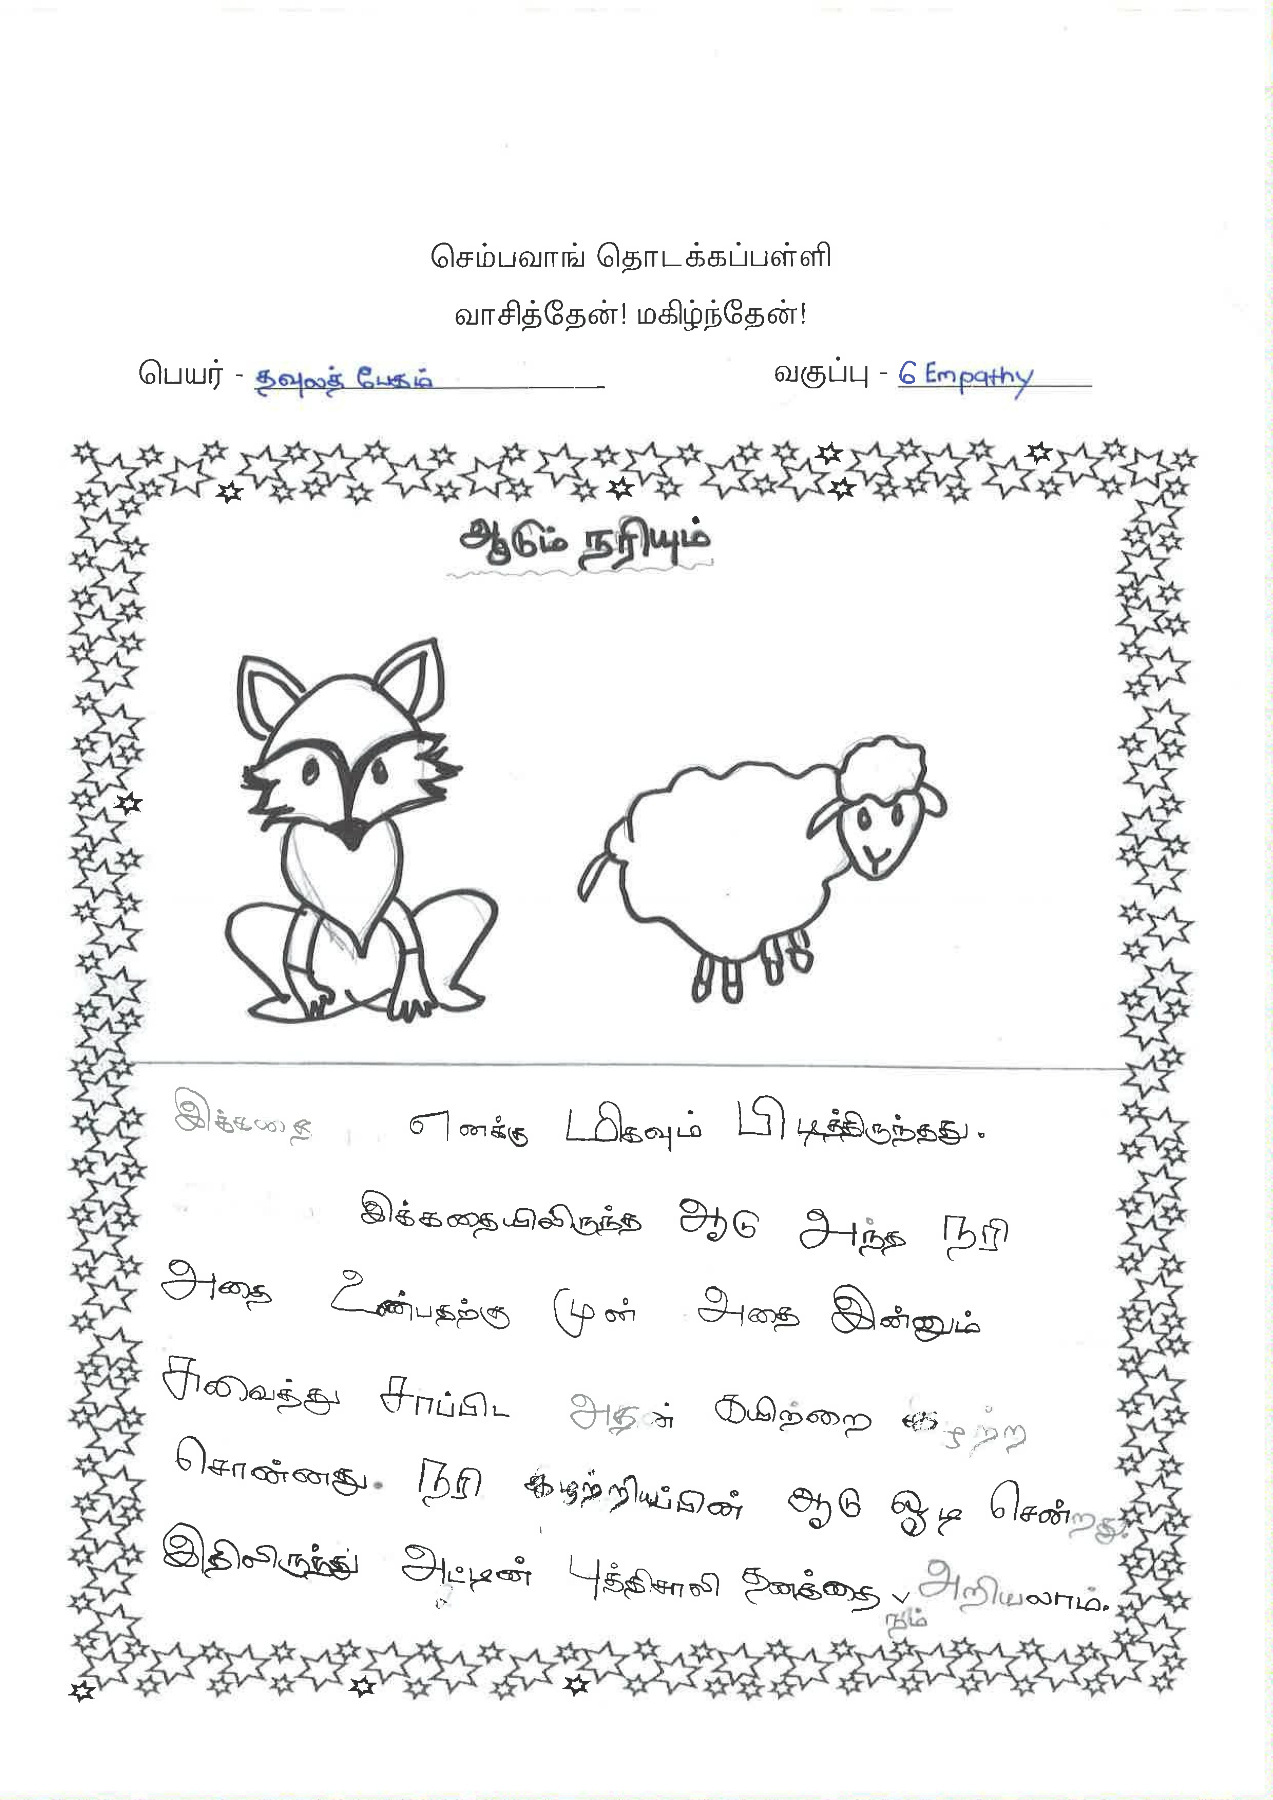 செம்பவாங் தொடக்கப்பள்ளி
வாசித்தேன்! மகிழ்ந்தேன்!
பெயர் - தவுலத் பேகம் வகுப்பு - 6 Empathy
ஆடும் நரியும்
இக்கதை எனக்கு மிகவும் பிடித்திருந்தது.
இக்கதையிலிருந்த ஆடு அந்த நரி
அதை உண்பதற்கு முன் அதை இன்னும்
சுவைத்து சாப்பிட அதன் கயிற்றை கழற்ற
சொன்னது. நரி கழற்றியப்பின் ஆடு ஓடி சென்றது.
இதிலிருந்து அட்டின் புத்திசாலி தனத்தை நம் அறியலாம்.